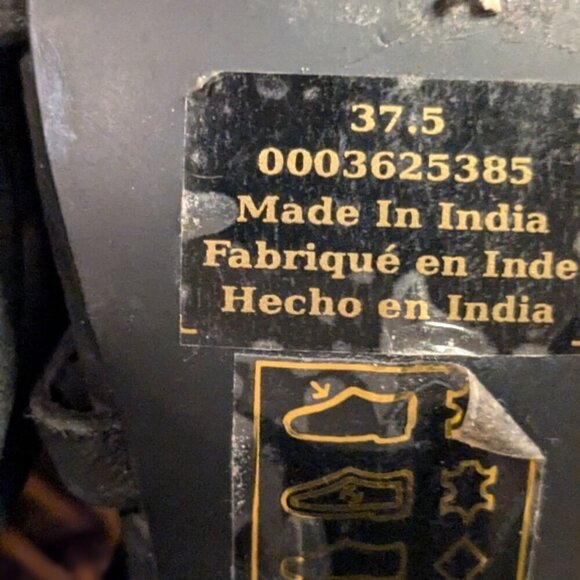 37.5
0003625385
Made In India
Fabriqué en Inde
Hecho en India